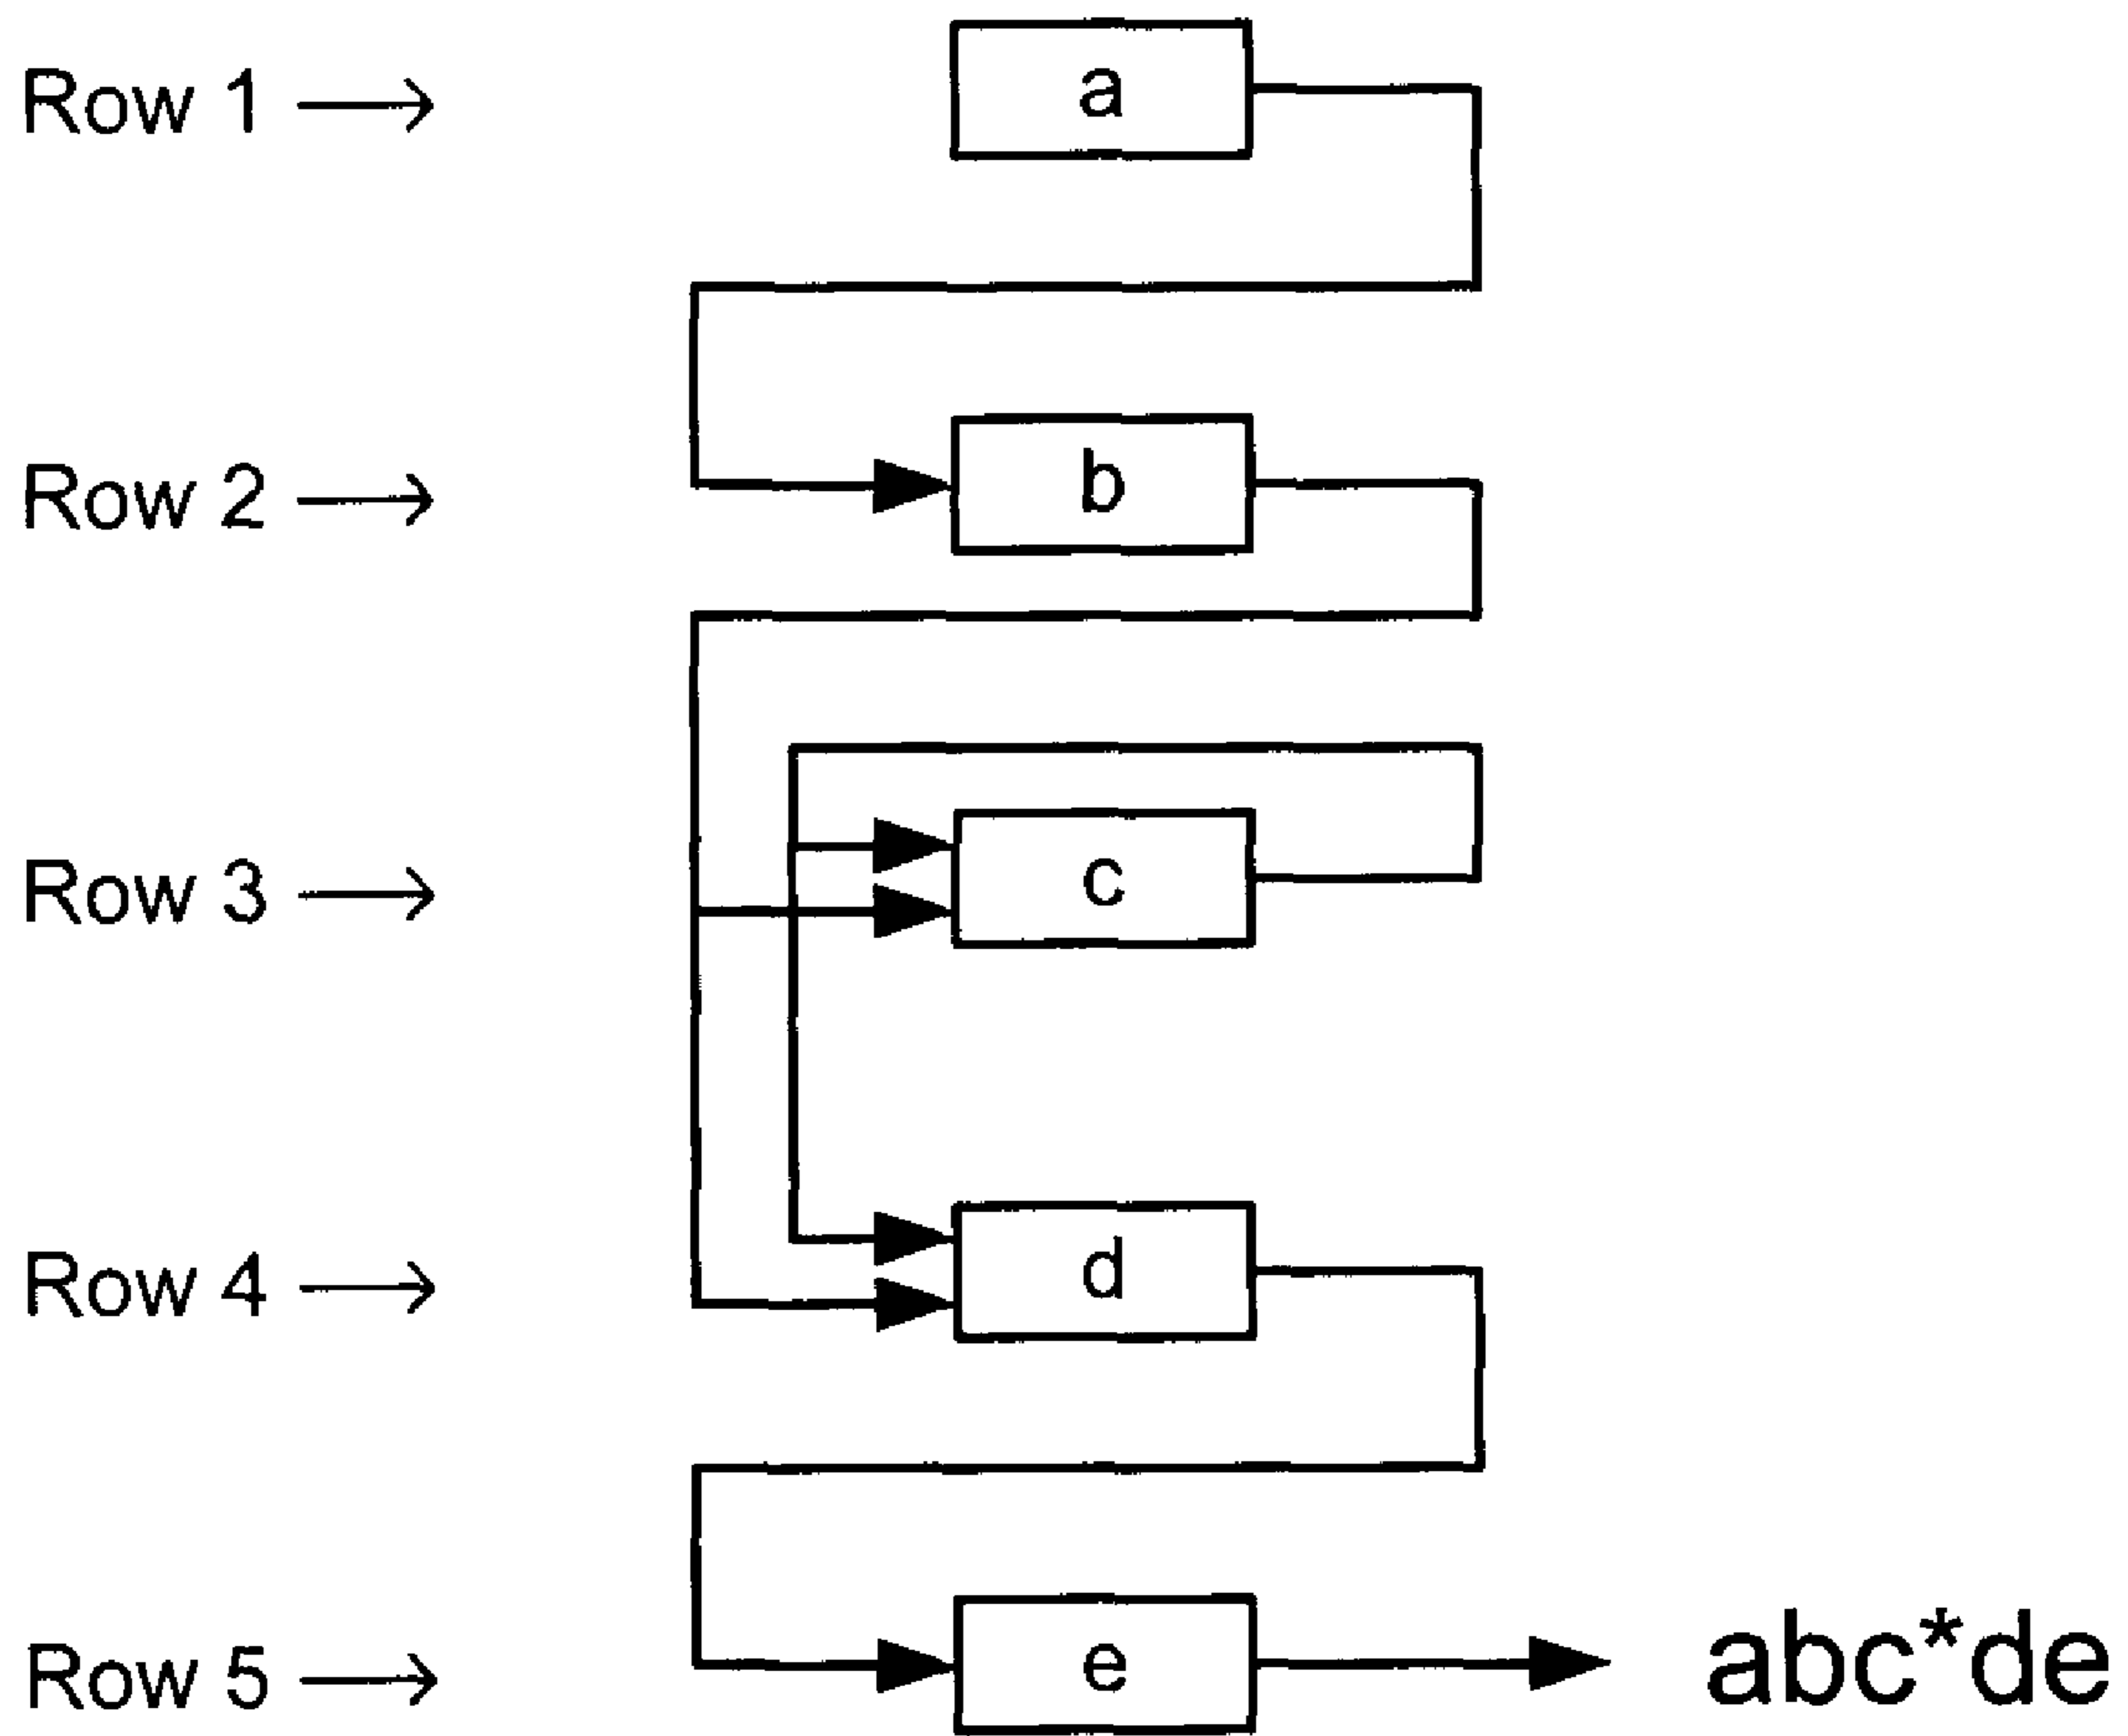 Row 1 → a
Row 2 → b
Row 3 → c
Row 4 → d
Row 5 → e abc*de